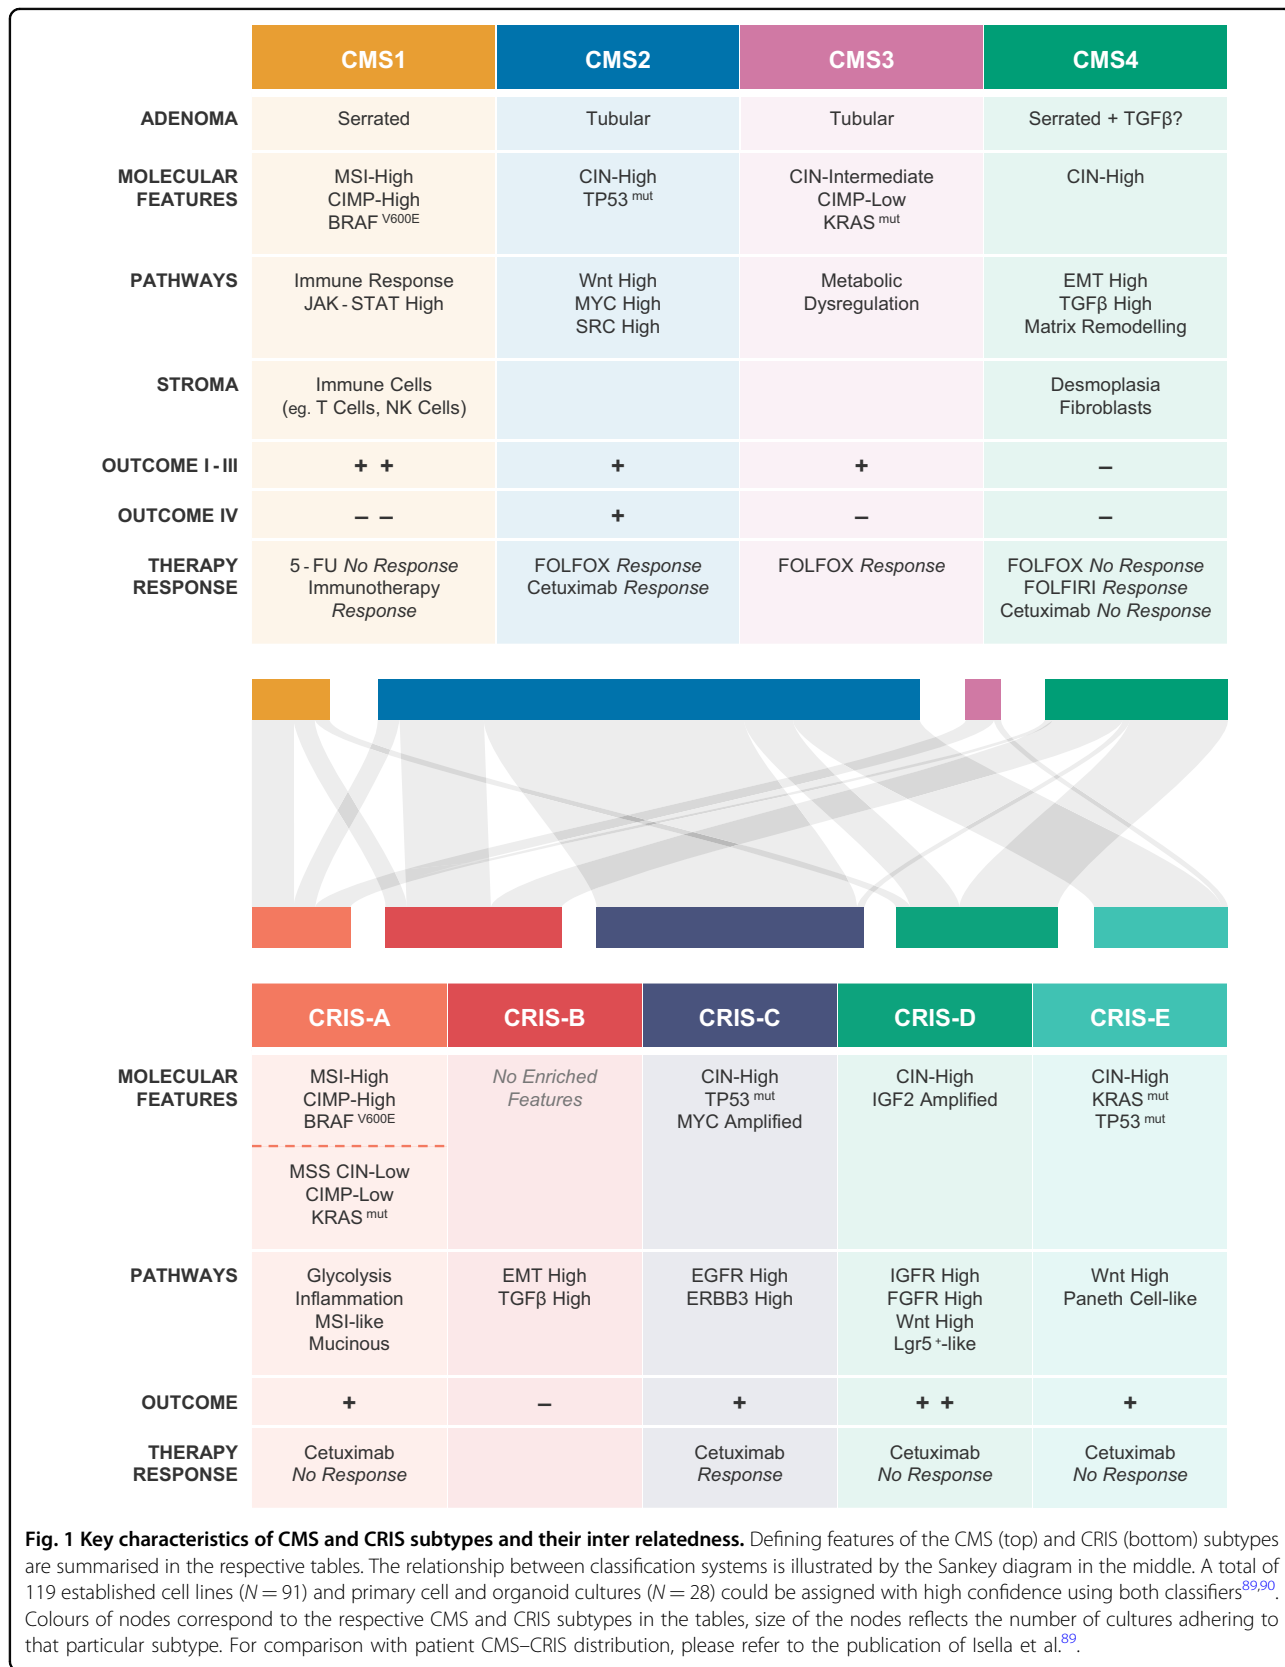 CMS1 CMS2 CMS3 CMS4
ADENOMA Serrated Tubular Tubular Serrated + TGFβ?
MOLECULAR MSI-High CIN-High CIN-Intermediate CIN-High
FEATURES CIMP-High TP53 mut CIMP-Low
BRAF V600E KRAS mut
PATHWAYS Immune Response Wnt High Metabolic EMT High
JAK - STAT High MYC High Dysregulation TGFβ High
SRC High Matrix Remodelling
STROMA Immune Cells Desmoplasia
(eg. T Cells, NK Cells) Fibroblasts
OUTCOME I - III + + + + –
OUTCOME IV – – + – –
THERAPY 5 - FU No Response FOLFOX Response FOLFOX Response FOLFOX No Response
RESPONSE Immunotherapy Cetuximab Response FOLFIRI Response
Response Cetuximab No Response
CRIS-A CRIS-B CRIS-C CRIS-D CRIS-E
MOLECULAR MSI-High No Enriched CIN-High CIN-High CIN-High
FEATURES CIMP-High Features TP53 mut IGF2 Amplified KRAS mut
BRAF V600E MYC Amplified TP53 mut
MSS CIN-Low
CIMP-Low
KRAS mut
PATHWAYS Glycolysis EMT High EGFR High IGFR High Wnt High
Inflammation TGFβ High ERBB3 High FGFR High Paneth Cell-like
MSI-like Wnt High
Mucinous Lgr5+-like
OUTCOME + – + + + +
THERAPY Cetuximab Cetuximab Cetuximab Cetuximab
RESPONSE No Response Response No Response No Response
Fig. 1 Key characteristics of CMS and CRIS subtypes and their inter relatedness. Defining features of the CMS (top) and CRIS (bottom) subtypes
are summarised in the respective tables. The relationship between classification systems is illustrated by the Sankey diagram in the middle. A total of
119 established cell lines (N = 91) and primary cell and organoid cultures (N = 28) could be assigned with high confidence using both classifiers89,90.
Colours of nodes correspond to the respective CMS and CRIS subtypes in the tables, size of the nodes reflects the number of cultures adhering to
that particular subtype. For comparison with patient CMS–CRIS distribution, please refer to the publication of Isella et al.89.